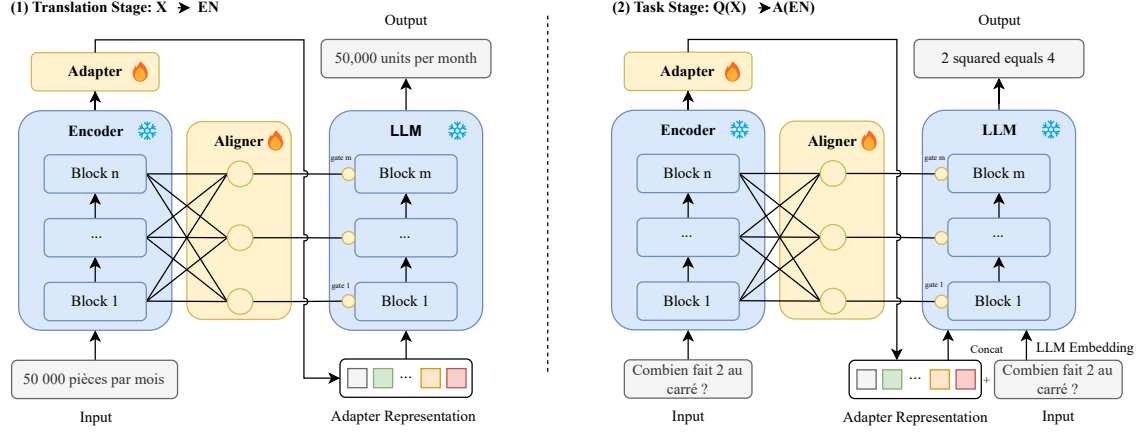 (1) Translation Stage: X ➤ EN
Output
50,000 units per month
Adapter
Encoder
Aligner
LLM
Block n
gate m
Block m
...
...
Block 1
gate 1
Block 1
50 000 pièces par mois
...
Input
Adapter Representation
(2) Task Stage: Q(X) ➤ A(EN)
Output
2 squared equals 4
Adapter
Encoder
Aligner
LLM
Block n
gate m
Block m
...
...
Block 1
gate 1
Block 1
Concat
LLM Embedding
Combien fait 2 au
carré ?
...
+
Combien fait 2 au
carré ?
Input
Adapter Representation
Input